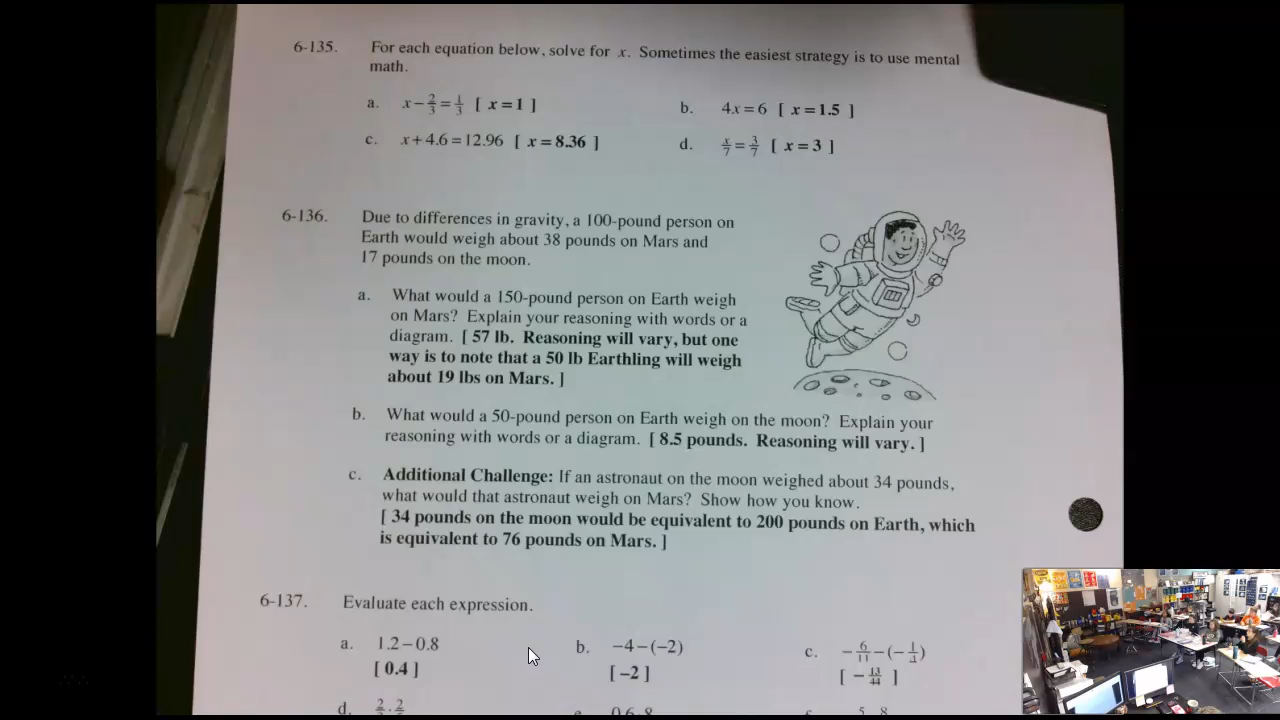 6-135. For each equation below, solve for x. Sometimes the easiest strategy is to use mental
math.
a. x − 2/3 = 1/3 [ x = 1 ] b. 4x = 6 [ x = 1.5 ]
c. x + 4.6 = 12.96 [ x = 8.36 ] d. x/7 = 3/7 [ x = 3 ]
6-136. Due to differences in gravity, a 100-pound person on
Earth would weigh about 38 pounds on Mars and
17 pounds on the moon.
a. What would a 150-pound person on Earth weigh
on Mars? Explain your reasoning with words or a
diagram. [ 57 lb. Reasoning will vary, but one
way is to note that a 50 lb Earthling will weigh
about 19 lbs on Mars. ]
b. What would a 50-pound person on Earth weigh on the moon? Explain your
reasoning with words or a diagram. [ 8.5 pounds. Reasoning will vary. ]
c. Additional Challenge: If an astronaut on the moon weighed about 34 pounds,
what would that astronaut weigh on Mars? Show how you know.
[ 34 pounds on the moon would be equivalent to 200 pounds on Earth, which
is equivalent to 76 pounds on Mars. ]
6-137. Evaluate each expression.
a. 1.2 − 0.8 b. −4 − (−2) c. −6/11 − (−1/4)
[ 0.4 ] [ −2 ] [ −13/44 ]
d.